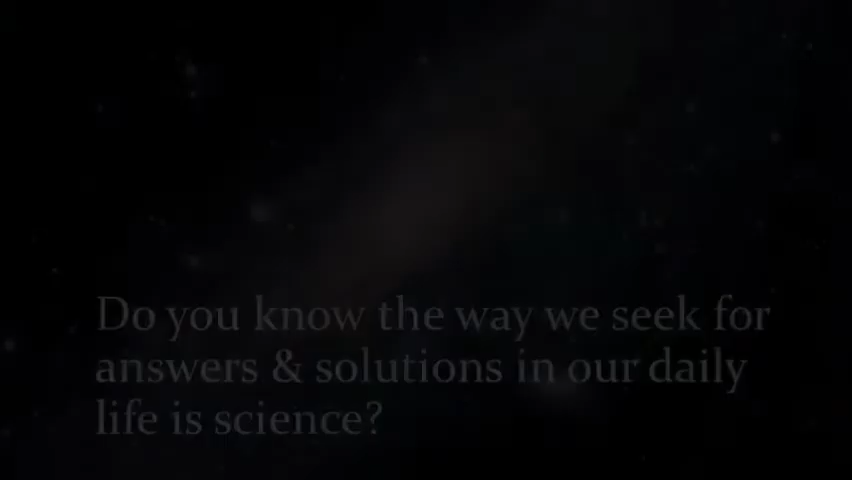 Do you know the way we seek for
answers & solutions in our daily
life is science?